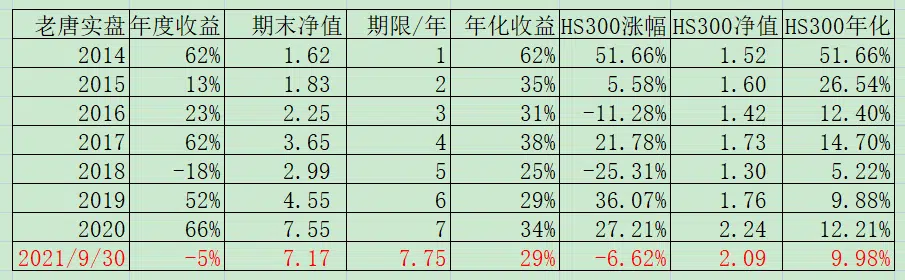 老唐实盘 年度收益 期末净值 期限/年 年化收益 HS300涨幅 HS300净值 HS300年化
2014 62% 1.62 1 62% 51.66% 1.52 51.66%
2015 13% 1.83 2 35% 5.58% 1.60 26.54%
2016 23% 2.25 3 31% -11.28% 1.42 12.40%
2017 62% 3.65 4 38% 21.78% 1.73 14.70%
2018 -18% 2.99 5 25% -25.31% 1.30 5.22%
2019 52% 4.55 6 29% 36.07% 1.76 9.88%
2020 66% 7.55 7 34% 27.21% 2.24 12.21%
2021/9/30 -5% 7.17 7.75 29% -6.62% 2.09 9.98%